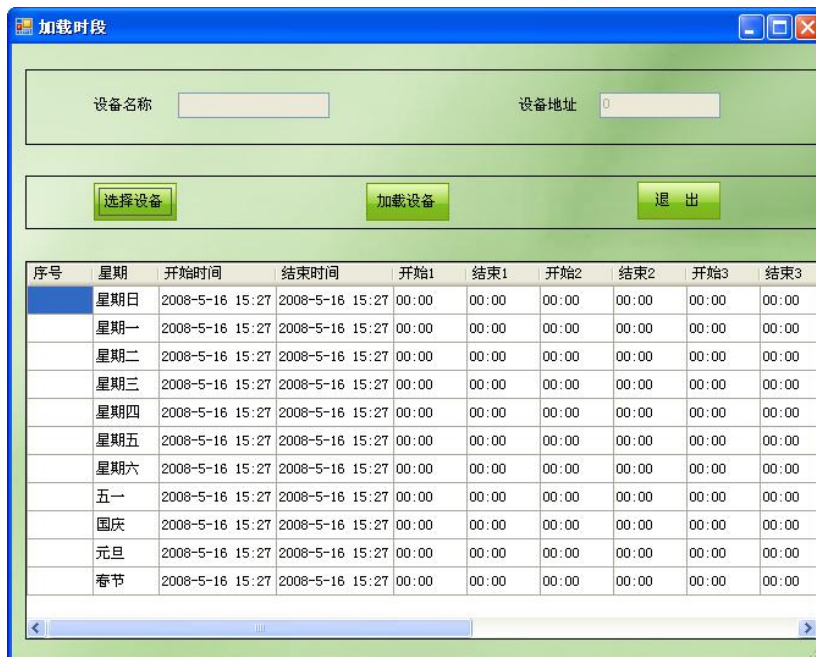 加载时段
设备名称 设备地址 0
选择设备 加载设备 退 出
序号 星期 开始时间 结束时间 开始1 结束1 开始2 结束2 开始3 结束3
星期日 2008-5-16 15:27 2008-5-16 15:27 00:00 00:00 00:00 00:00 00:00 00:00
星期一 2008-5-16 15:27 2008-5-16 15:27 00:00 00:00 00:00 00:00 00:00 00:00
星期二 2008-5-16 15:27 2008-5-16 15:27 00:00 00:00 00:00 00:00 00:00 00:00
星期三 2008-5-16 15:27 2008-5-16 15:27 00:00 00:00 00:00 00:00 00:00 00:00
星期四 2008-5-16 15:27 2008-5-16 15:27 00:00 00:00 00:00 00:00 00:00 00:00
星期五 2008-5-16 15:27 2008-5-16 15:27 00:00 00:00 00:00 00:00 00:00 00:00
星期六 2008-5-16 15:27 2008-5-16 15:27 00:00 00:00 00:00 00:00 00:00 00:00
五一 2008-5-16 15:27 2008-5-16 15:27 00:00 00:00 00:00 00:00 00:00 00:00
国庆 2008-5-16 15:27 2008-5-16 15:27 00:00 00:00 00:00 00:00 00:00 00:00
元旦 2008-5-16 15:27 2008-5-16 15:27 00:00 00:00 00:00 00:00 00:00 00:00
春节 2008-5-16 15:27 2008-5-16 15:27 00:00 00:00 00:00 00:00 00:00 00:00